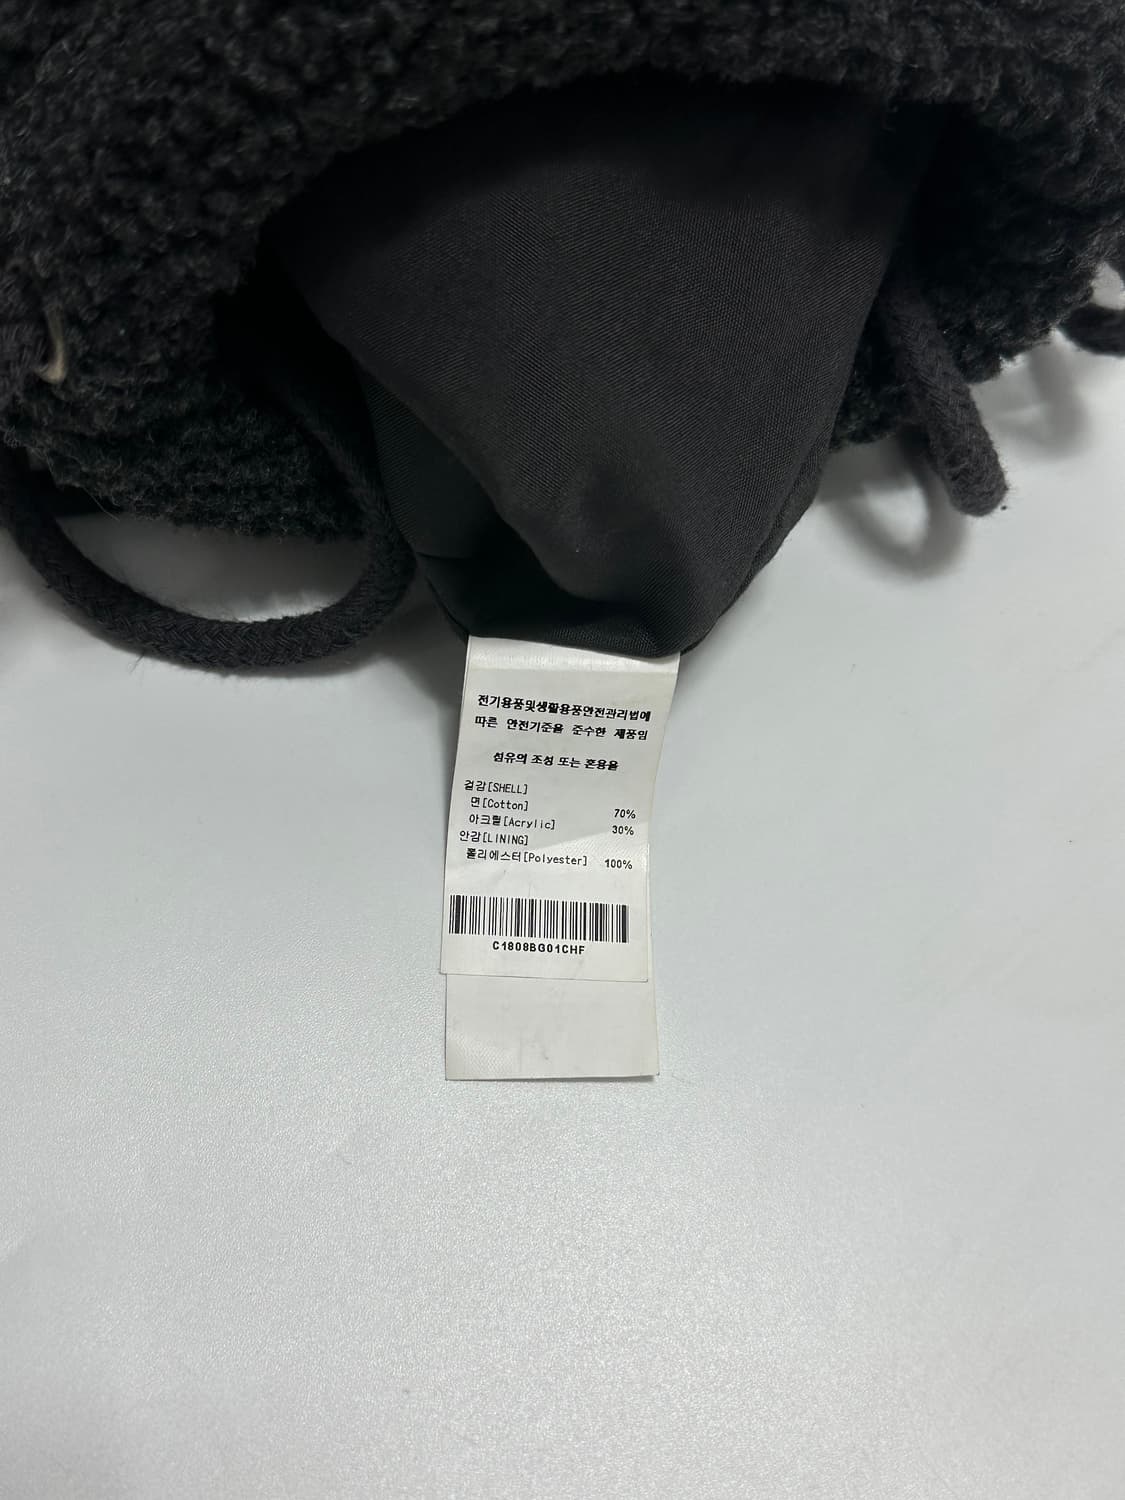 전기용품및생활용품안전관리법에
따른 안전기준을 준수한 제품임
섬유의 조성 또는 혼용율
겉감[SHELL]
면[Cotton] 70%
아크릴[Acrylic] 30%
안감[LINING]
폴리에스터[Polyester] 100%
C1808BG01CHF